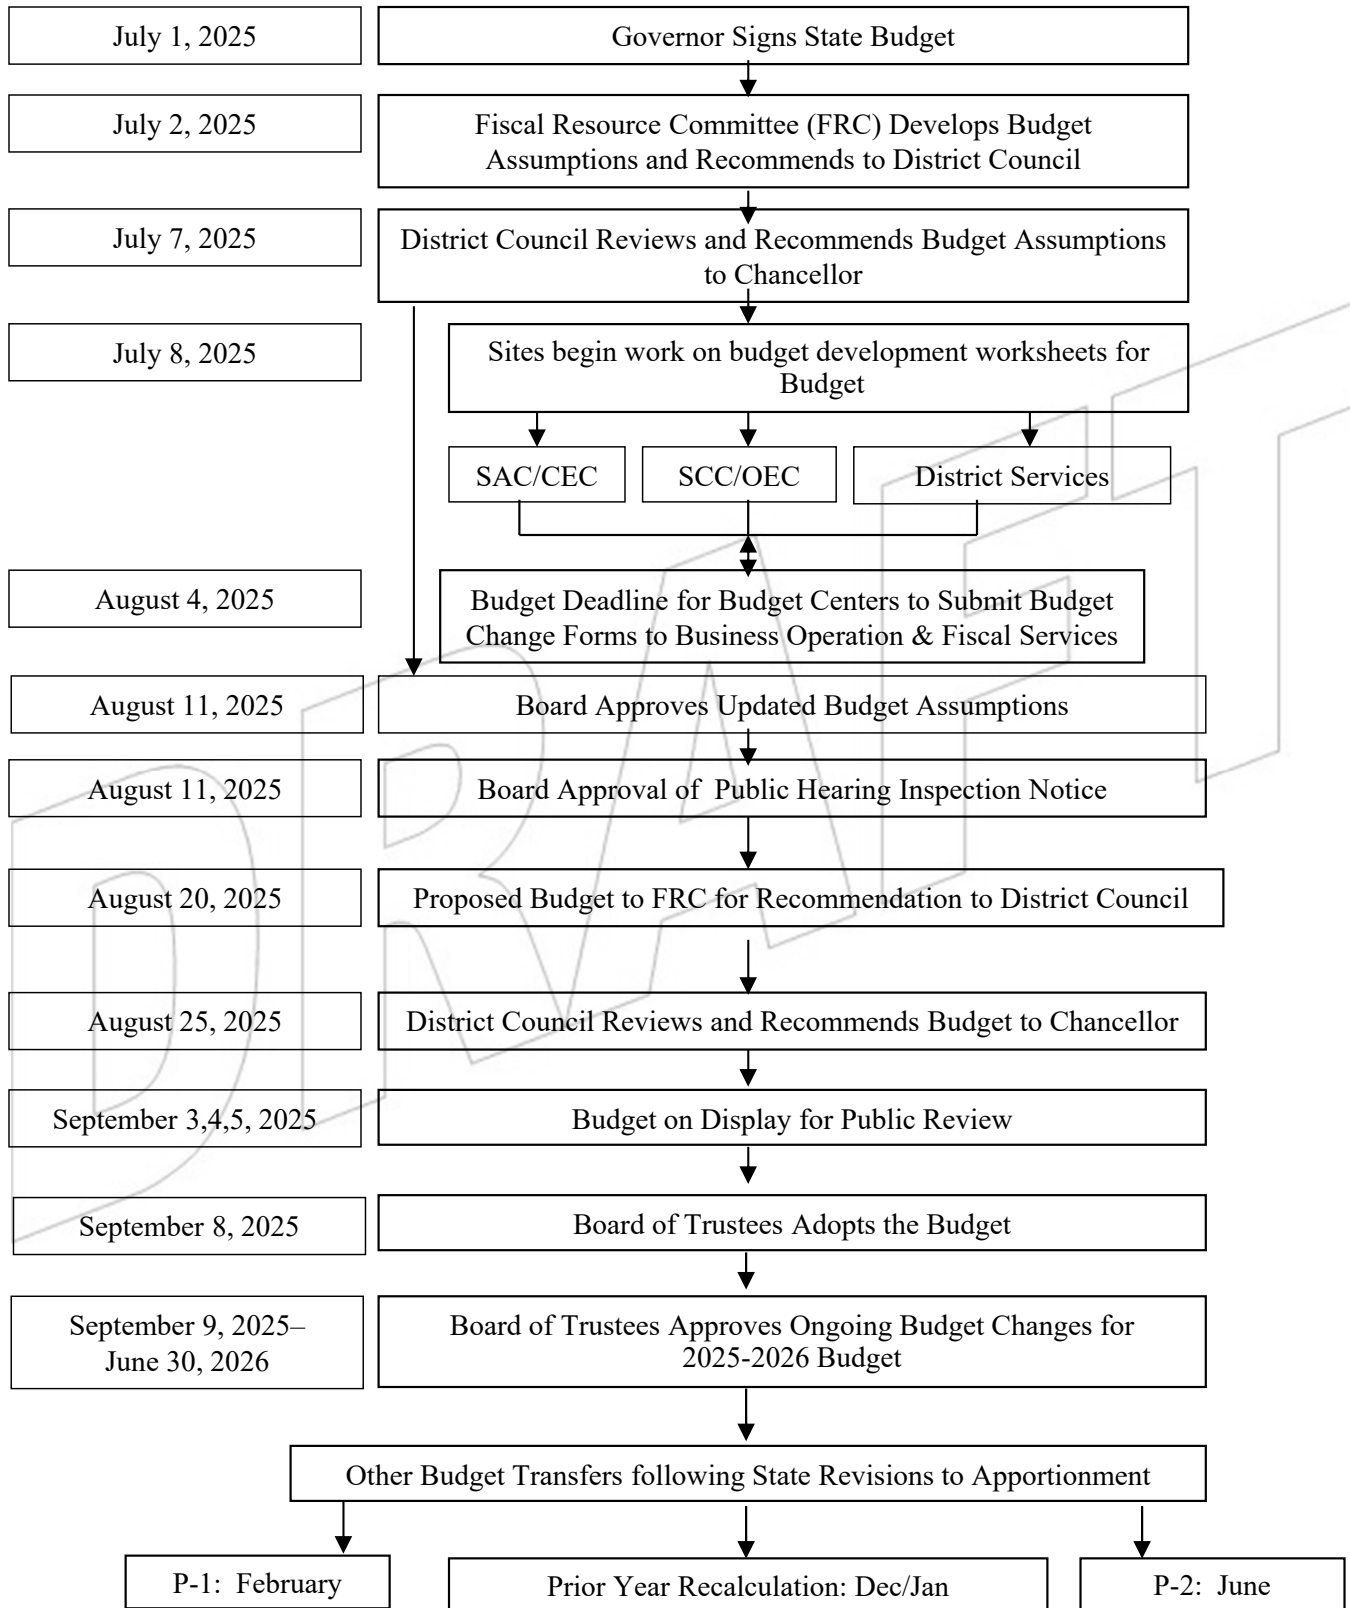 July 1, 2025
Governor Signs State Budget
July 2, 2025
Fiscal Resource Committee (FRC) Develops Budget
Assumptions and Recommends to District Council
July 7, 2025
District Council Reviews and Recommends Budget Assumptions
to Chancellor
July 8, 2025
Sites begin work on budget development worksheets for
Budget
SAC/CEC
SCC/OEC
District Services
August 4, 2025
Budget Deadline for Budget Centers to Submit Budget
Change Forms to Business Operation & Fiscal Services
August 11, 2025
Board Approves Updated Budget Assumptions
August 11, 2025
Board Approval of  Public Hearing Inspection Notice
August 20, 2025
Proposed Budget to FRC for Recommendation to District Council
August 25, 2025
District Council Reviews and Recommends Budget to Chancellor
September 3,4,5, 2025
Budget on Display for Public Review
September 8, 2025
Board of Trustees Adopts the Budget
September 9, 2025–
June 30, 2026
Board of Trustees Approves Ongoing Budget Changes for
2025-2026 Budget
Other Budget Transfers following State Revisions to Apportionment
P-1:  February
Prior Year Recalculation: Dec/Jan
P-2:  June
DRAFT